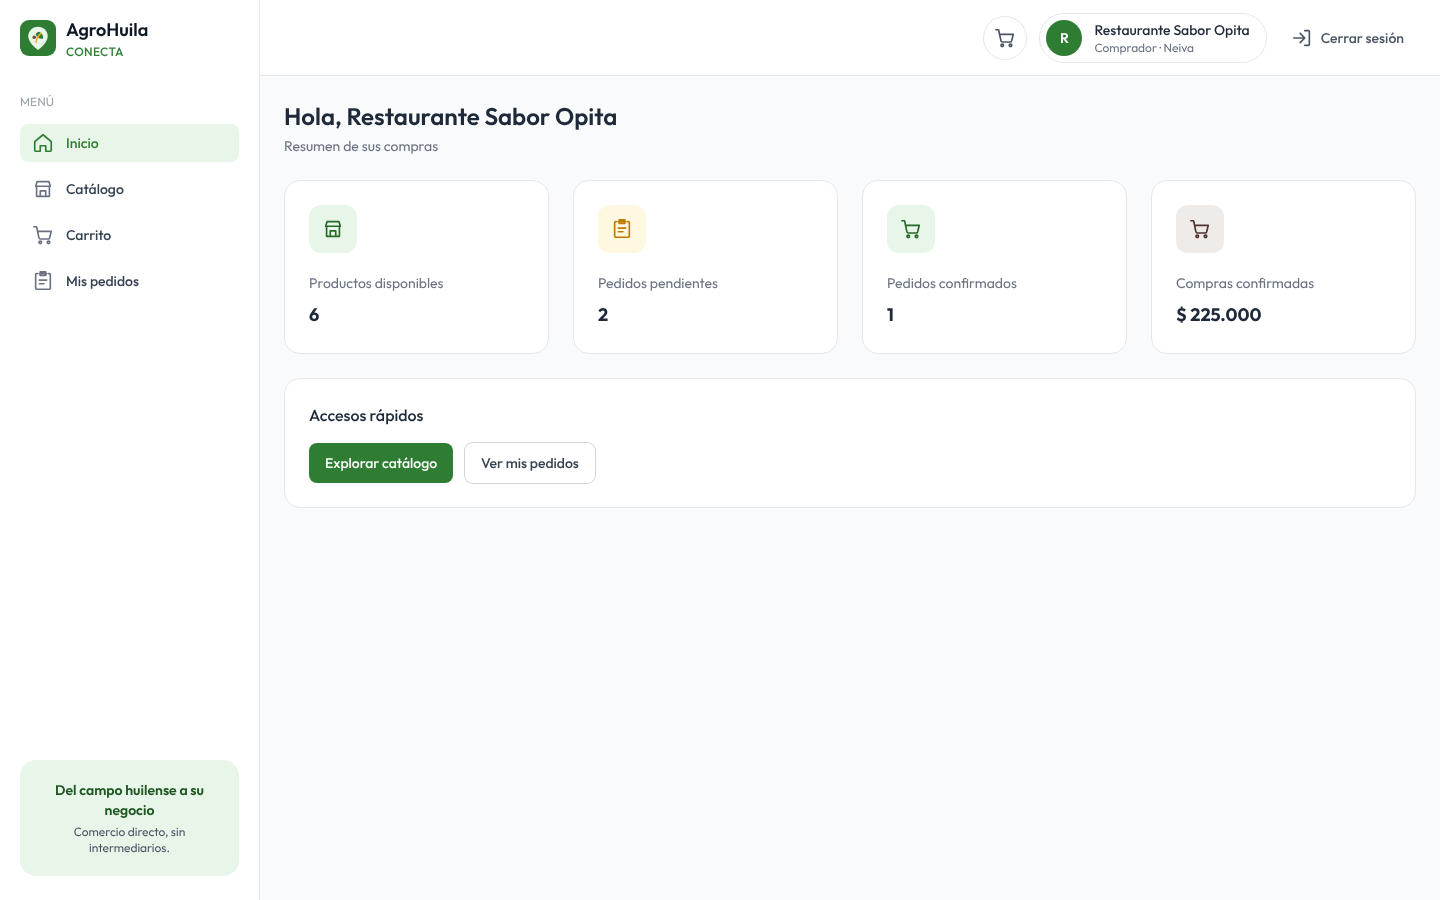 AgroHuila
CONECTA
MENÚ
Inicio
Catálogo
Carrito
Mis pedidos
Del campo huilense a su
negocio
Comercio directo, sin
intermediarios.
R
Restaurante Sabor Opita
Comprador · Neiva
Cerrar sesión
Hola, Restaurante Sabor Opita
Resumen de sus compras
Productos disponibles
6
Pedidos pendientes
2
Pedidos confirmados
1
Compras confirmadas
$ 225.000
Accesos rápidos
Explorar catálogo
Ver mis pedidos